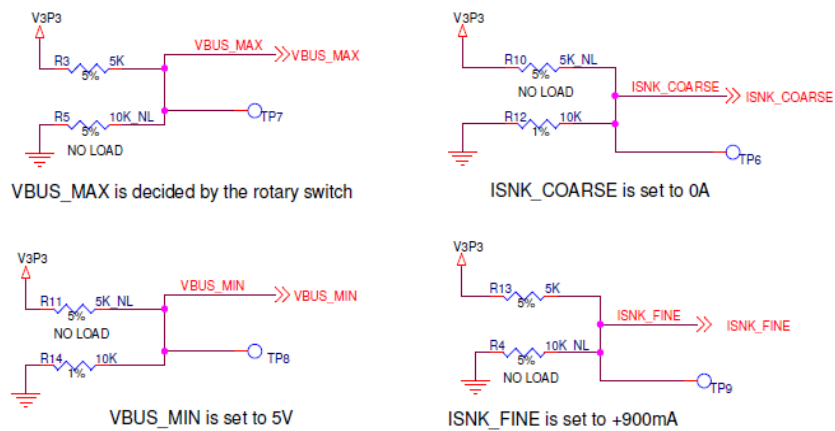 V3P3
R3 5K
5%
VBUS_MAX
VBUS_MAX
R5 10K_NL
5%
TP7
NO LOAD
VBUS_MAX is decided by the rotary switch
V3P3
R10 5K_NL
5%
NO LOAD
ISNK_COARSE
ISNK_COARSE
R12 10K
1%
TP6
ISNK_COARSE is set to 0A
V3P3
R11 5K_NL
5%
NO LOAD
VBUS_MIN
VBUS_MIN
R14 10K
1%
TP8
VBUS_MIN is set to 5V
V3P3
R13 5K
5%
ISNK_FINE
ISNK_FINE
R4 10K_NL
5%
NO LOAD
TP9
ISNK_FINE is set to +900mA